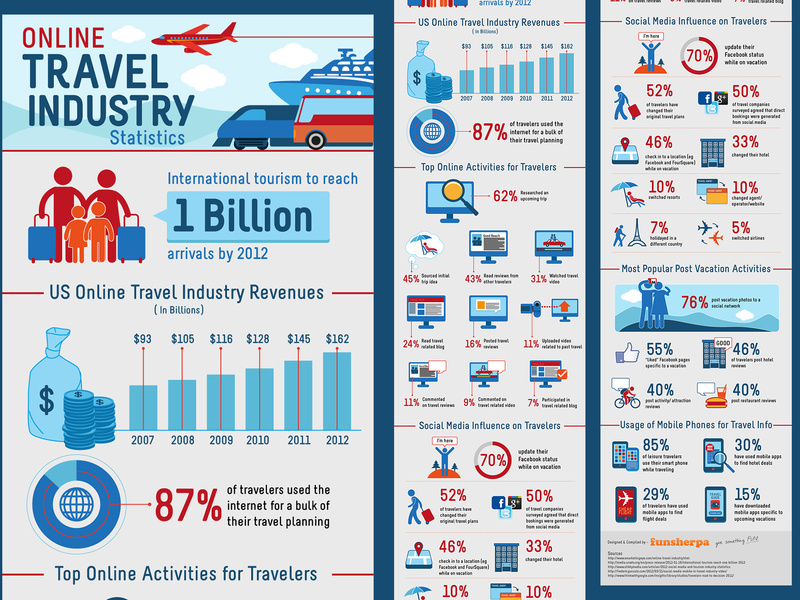 ONLINE
TRAVEL
INDUSTRY
Statistics
International tourism to reach
1 Billion
arrivals by 2012
US Online Travel Industry Revenues
( In Billions)
$93 $105 $116 $128 $145 $162
$
2007 2008 2009 2010 2011 2012
87%
of travelers used the
internet for a bulk of
their travel planning
Top Online Activities for Travelers
arrivals by 2012
US Online Travel Industry Revenues
( In Billions)
$93 $105 $116 $128 $145 $162
$
2007 2008 2009 2010 2011 2012
87%
of travelers used the
internet for a bulk of
their travel planning
Top Online Activities for Travelers
62%
Researched an
upcoming trip
45%
Sourced initial
trip idea
43%
Read reviews from
other travelers
31%
Watched travel
video
24%
Read travel
related blog
16%
Posted travel
reviews
11%
Uploaded video
related to past travel
11%
Commented
on travel reviews
9%
Commented on
travel related video
7%
Participated in
travel related blog
Social Media Influence on Travelers
I'm here
70%
update their
Facebook status
while on vacation
52%
of travelers have
changed their
original travel plans
50%
of travel companies
surveyed agreed that direct
bookings were generated
from social media
46%
check in to a location (eg
Facebook and FourSquare)
while on vacation
33%
changed their hotel
10%
10%
on travel reviews
travel related video
travel related blog
Social Media Influence on Travelers
I'm here
70%
update their
Facebook status
while on vacation
52%
of travelers have
changed their
original travel plans
50%
of travel companies
surveyed agreed that direct
bookings were generated
from social media
46%
check in to a location (eg
Facebook and FourSquare)
while on vacation
33%
changed their hotel
10%
switched resorts
10%
changed agent/
operator/website
7%
holidayed in a
different country
5%
switched airlines
Most Popular Post Vacation Activities
76%
post vacation photos to a
social network
55%
"liked" Facebook pages
specific to a vacation
GOOD
46%
of travelers post hotel
reviews
40%
post activity/ attraction
reviews
40%
post restaurant reviews
Usage of Mobile Phones for Travel Info
85%
of leisure travelers
use their smart phone
while traveling
30%
have used mobile apps
to find hotel deals
29%
of travelers have used
mobile apps to find
flight deals
15%
have downloaded
mobile apps specific to
upcoming vacations
Designed & Compiled by -
funsherpa
Sources